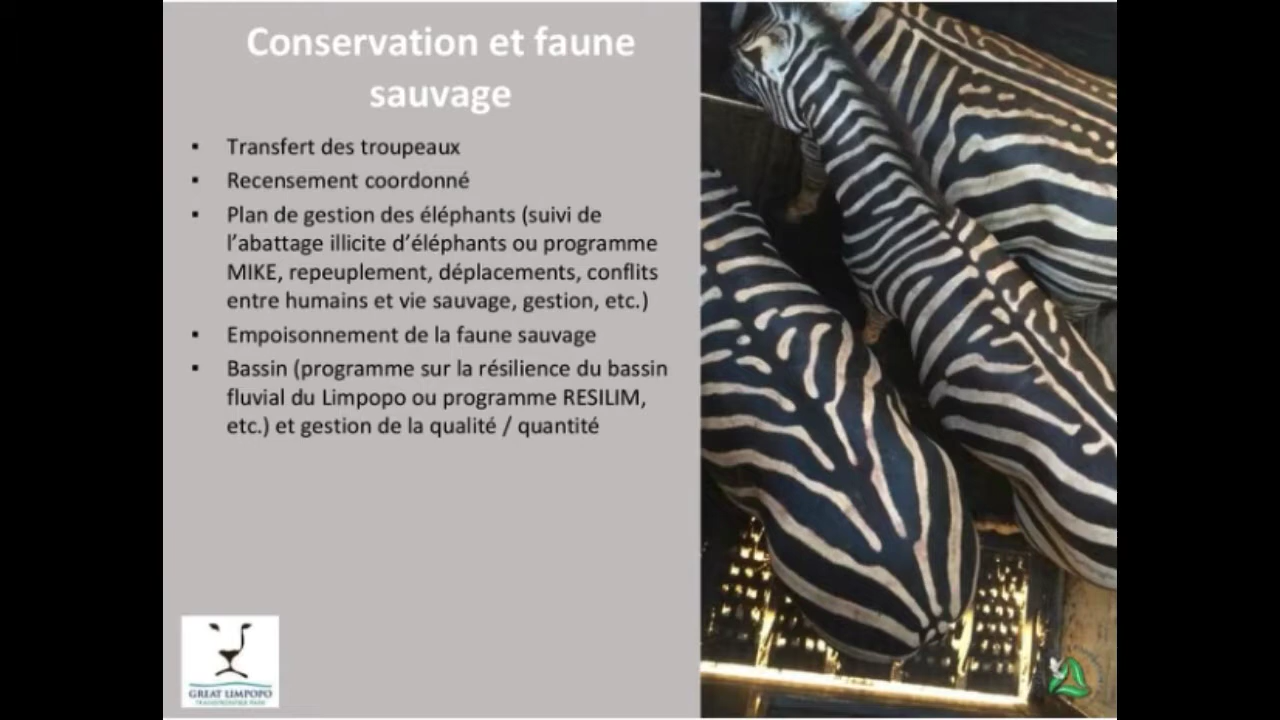 Conservation et faune
sauvage
▪ Transfert des troupeaux
▪ Recensement coordonné
▪ Plan de gestion des éléphants (suivi de
l’abattage illicite d’éléphants ou programme
MIKE, repeuplement, déplacements, conflits
entre humains et vie sauvage, gestion, etc.)
▪ Empoisonnement de la faune sauvage
▪ Bassin (programme sur la résilience du bassin
fluvial du Limpopo ou programme RESILIM,
etc.) et gestion de la qualité / quantité
GREAT LIMPOPO
TRANSFRONTIER PARK